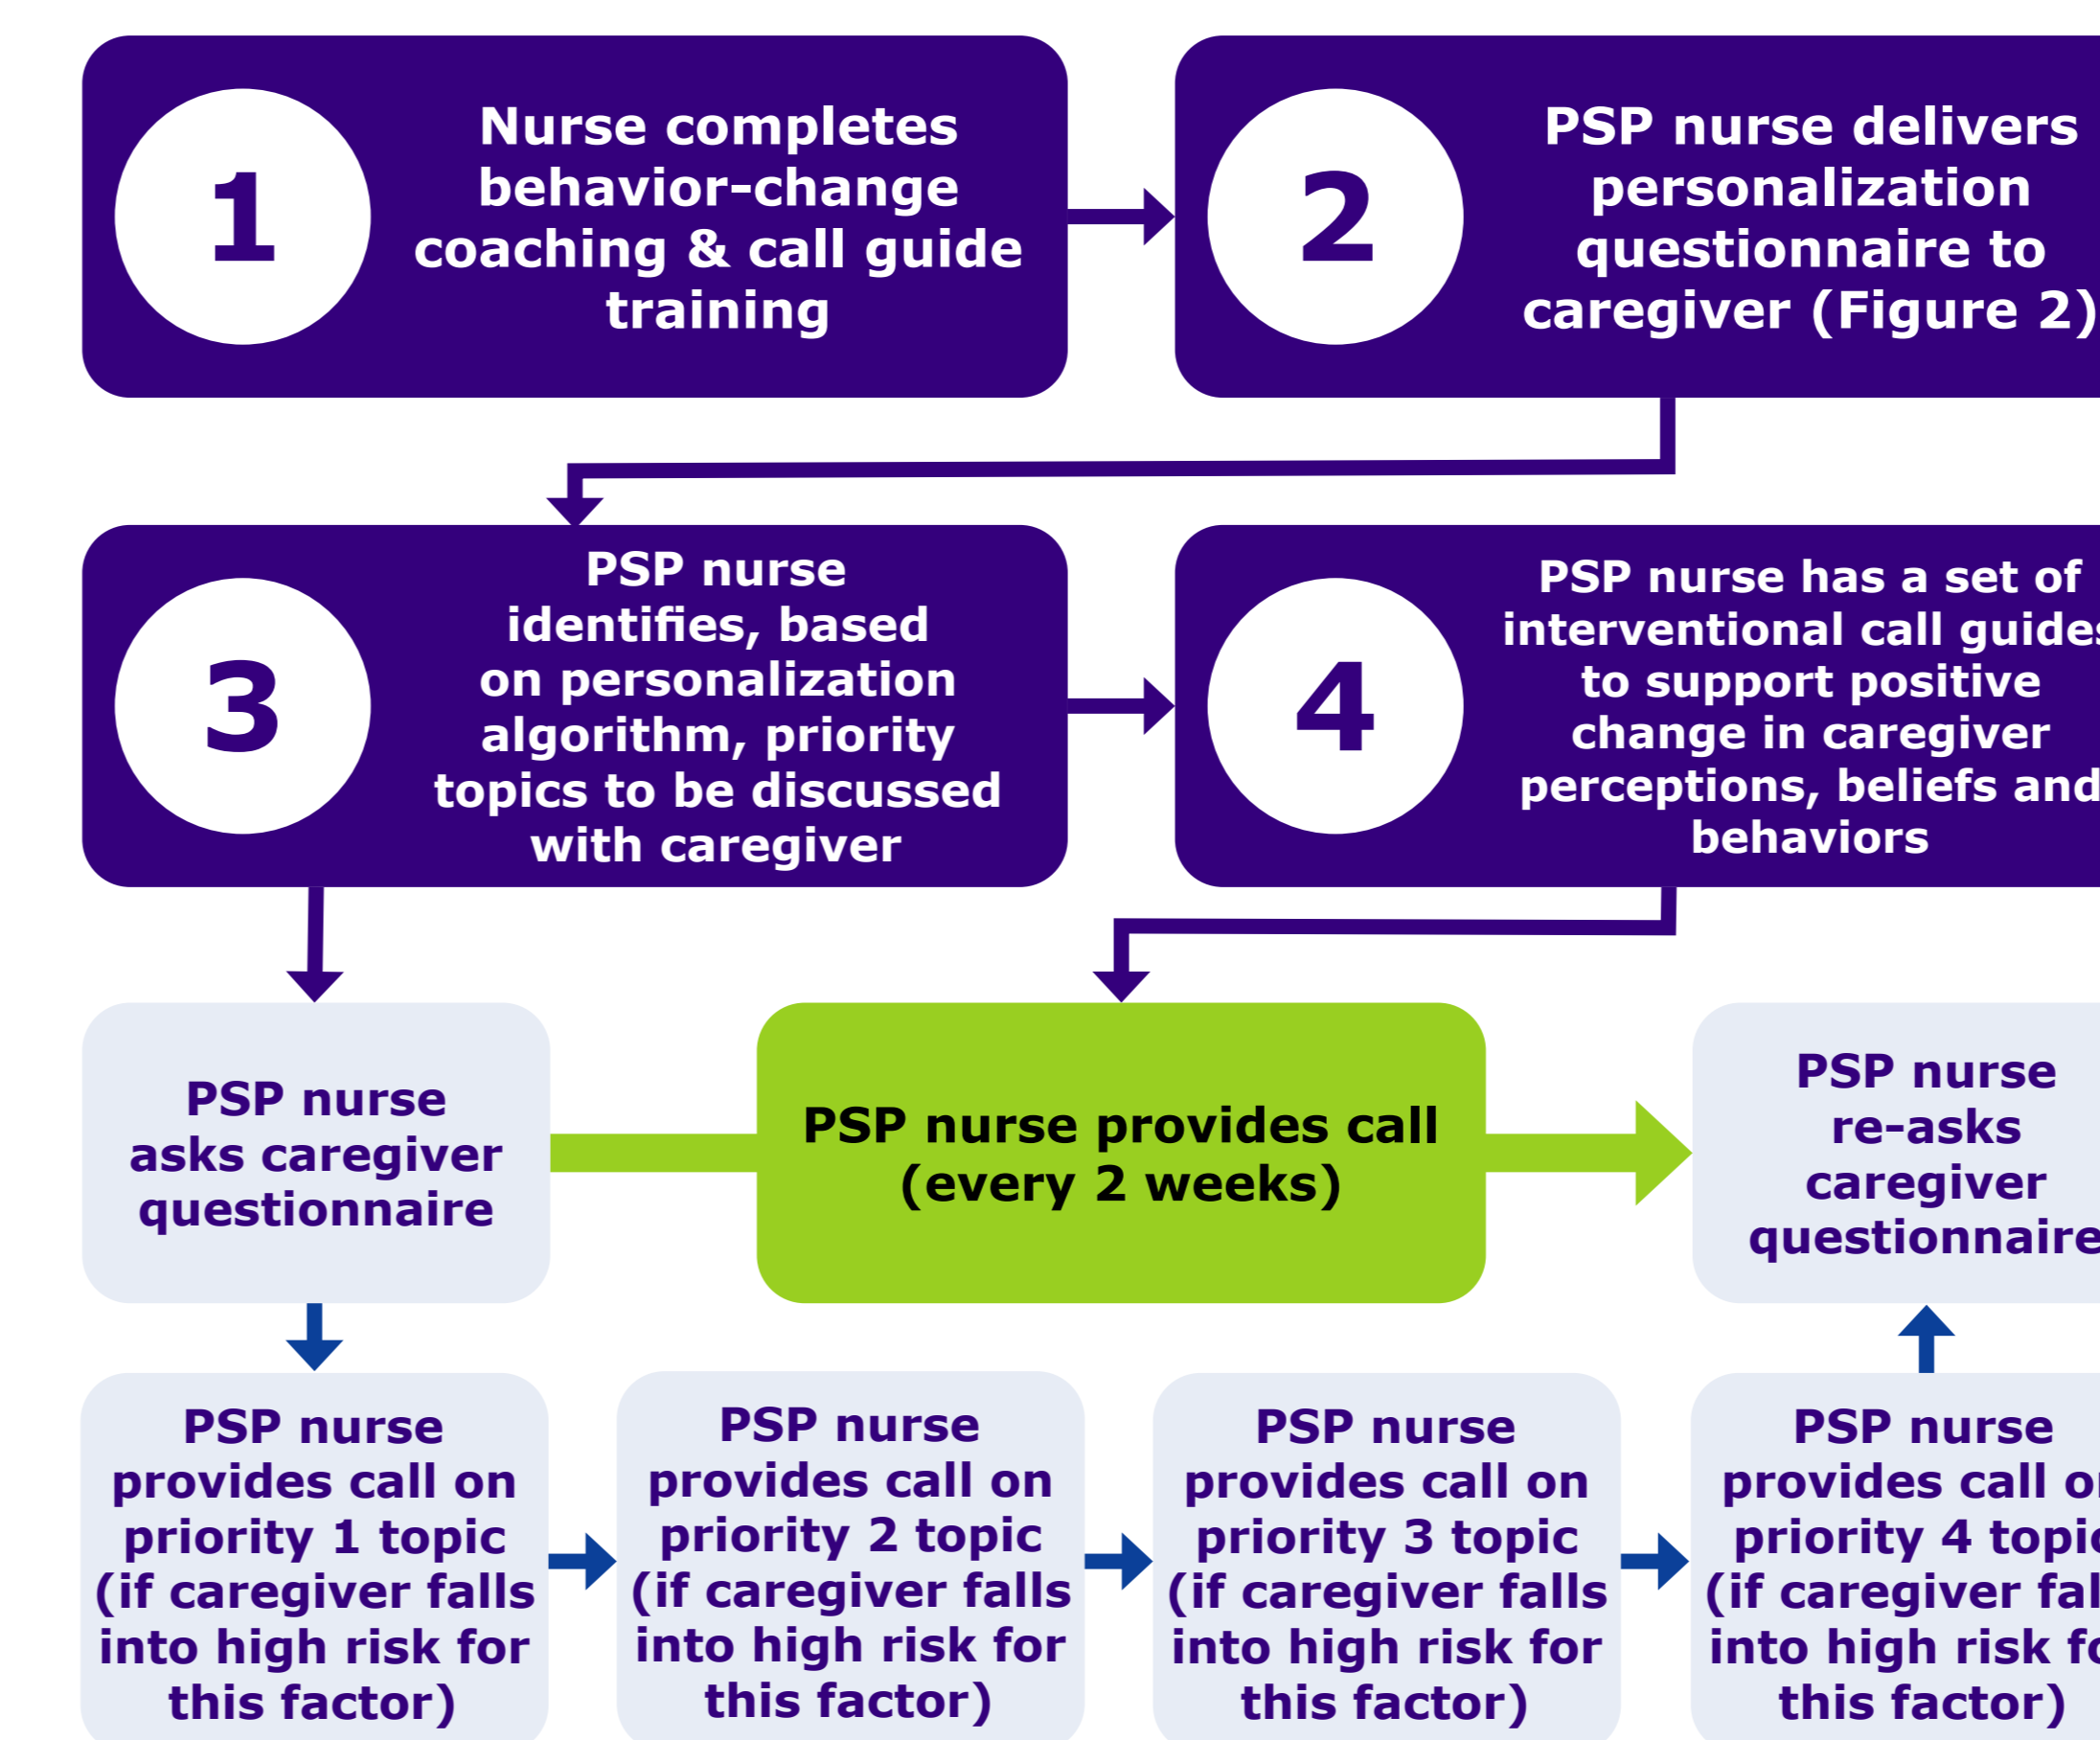 1
Nurse completes
behavior-change
coaching & call guide
training
2
PSP nurse delivers
personalization
questionnaire to
caregiver (Figure 2)
3
PSP nurse
identifies, based
on personalization
algorithm, priority
topics to be discussed
with caregiver
4
PSP nurse has a set of
interventional call guides
to support positive
change in caregiver
perceptions, beliefs and
behaviors
PSP nurse
asks caregiver
questionnaire
PSP nurse provides call
(every 2 weeks)
PSP nurse
re-asks
caregiver
questionnaire
PSP nurse
provides call on
priority 1 topic
(if caregiver falls
into high risk for
this factor)
PSP nurse
provides call on
priority 2 topic
(if caregiver falls
into high risk for
this factor)
PSP nurse
provides call on
priority 3 topic
(if caregiver falls
into high risk for
this factor)
PSP nurse
provides call on
priority 4 topic
(if caregiver falls
into high risk for
this factor)